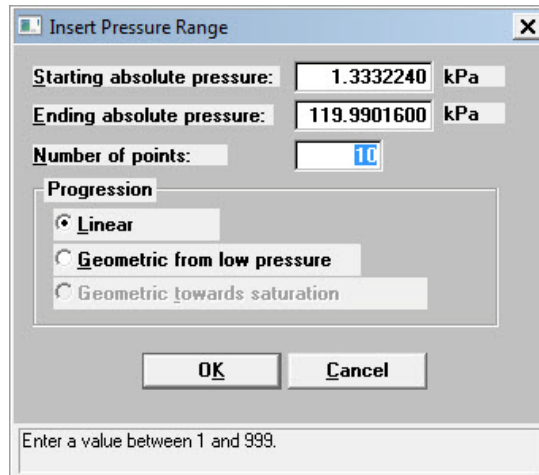 Insert Pressure Range
Starting absolute pressure: 1.3332240 kPa
Ending absolute pressure: 119.9901600 kPa
Number of points: 10
Progression
Linear
Geometric from low pressure
Geometric towards saturation
OK Cancel
Enter a value between 1 and 999.